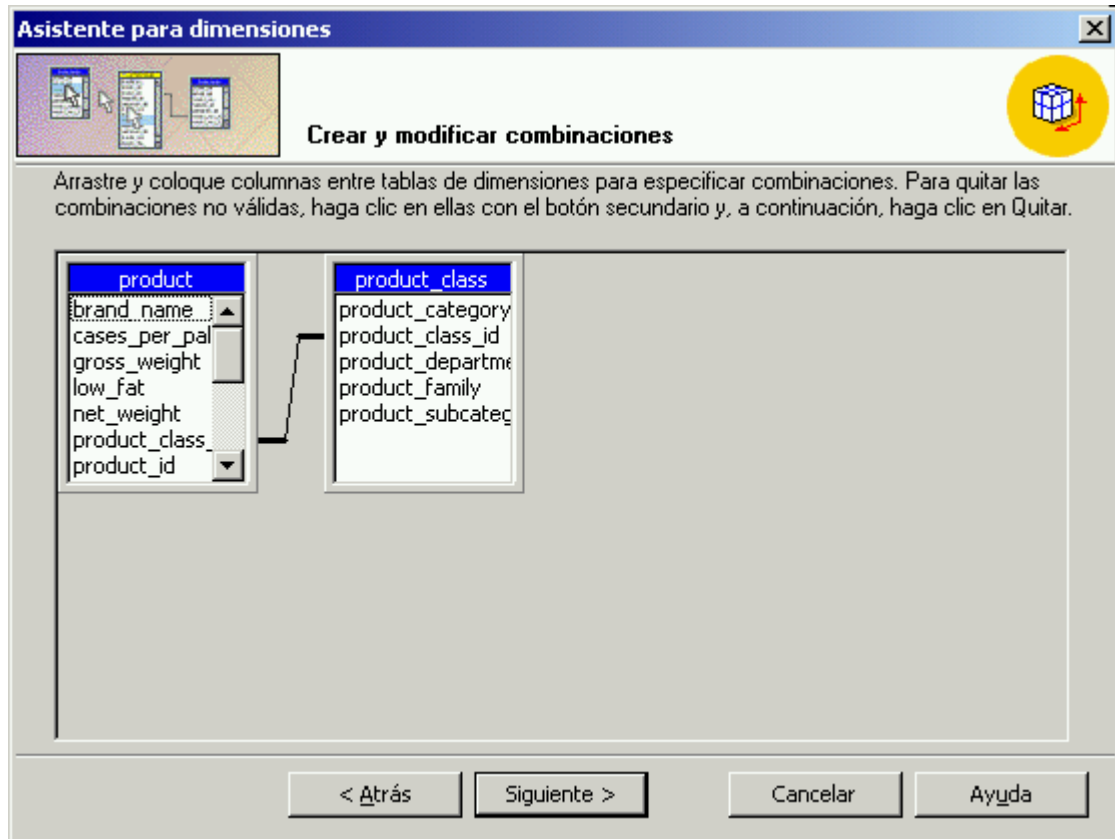 Asistente para dimensiones
Crear y modificar combinaciones
Arrastre y coloque columnas entre tablas de dimensiones para especificar combinaciones. Para quitar las
combinaciones no válidas, haga clic en ellas con el botón secundario y, a continuación, haga clic en Quitar.
product
brand_name
cases_per_pal
gross_weight
low_fat
net_weight
product_class_
product_id
product_class
product_category
product_class_id
product_departme
product_family
product_subcateg
< Atrás
Siguiente >
Cancelar
Ayuda